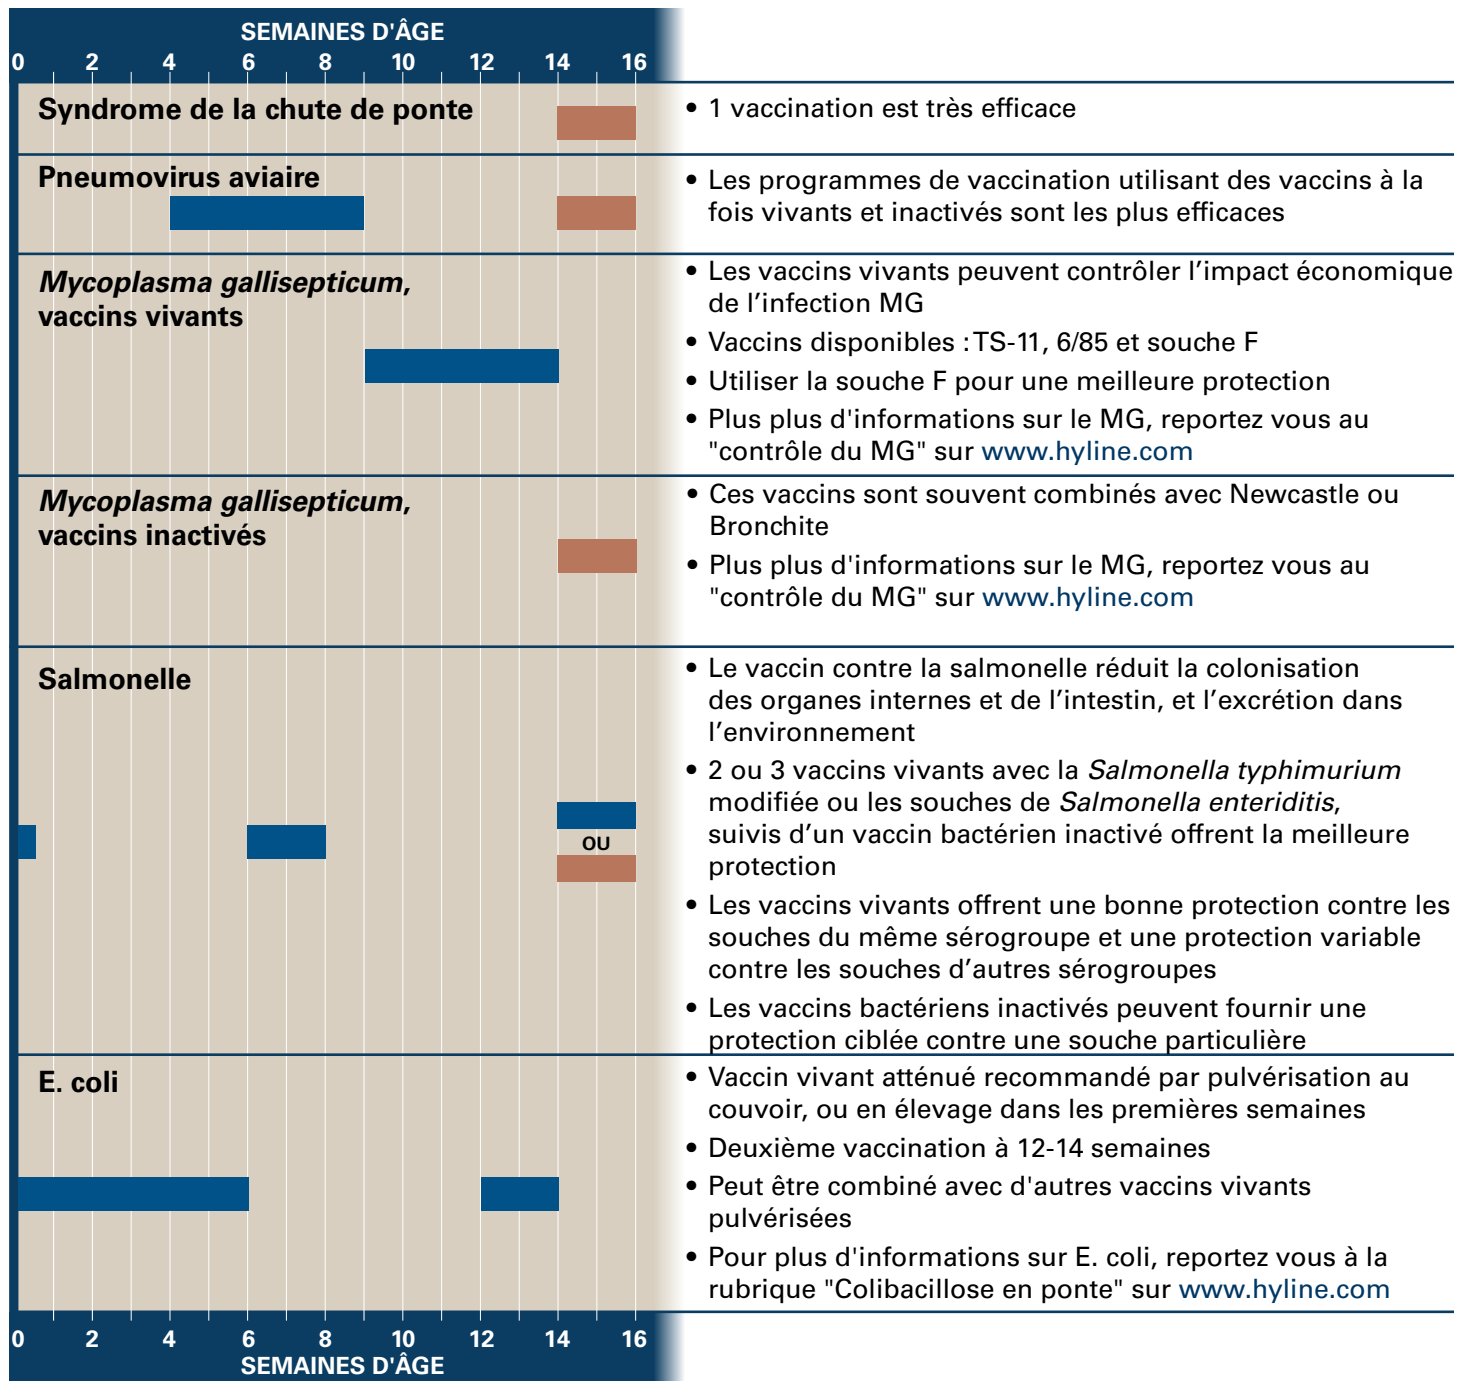 SEMAINES D'ÂGE
0 2 4 6 8 10 12 14 16
Syndrome de la chute de ponte
• 1 vaccination est très efficace
Pneumovirus aviaire
• Les programmes de vaccination utilisant des vaccins à la
fois vivants et inactivés sont les plus efficaces
Mycoplasma gallisepticum,
vaccins vivants
• Les vaccins vivants peuvent contrôler l’impact économique
de l’infection MG
• Vaccins disponibles : TS-11, 6/85 et souche F
• Utiliser la souche F pour une meilleure protection
• Plus plus d'informations sur le MG, reportez vous au
"contrôle du MG" sur www.hyline.com
Mycoplasma gallisepticum,
vaccins inactivés
• Ces vaccins sont souvent combinés avec Newcastle ou
Bronchite
• Plus plus d'informations sur le MG, reportez vous au
"contrôle du MG" sur www.hyline.com
Salmonelle
OU
• Le vaccin contre la salmonelle réduit la colonisation
des organes internes et de l’intestin, et l’excrétion dans
l’environnement
• 2 ou 3 vaccins vivants avec la Salmonella typhimurium
modifiée ou les souches de Salmonella enteriditis,
suivis d’un vaccin bactérien inactivé offrent la meilleure
protection
• Les vaccins vivants offrent une bonne protection contre les
souches du même sérogroupe et une protection variable
contre les souches d’autres sérogroupes
• Les vaccins bactériens inactivés peuvent fournir une
protection ciblée contre une souche particulière
E. coli
• Vaccin vivant atténué recommandé par pulvérisation au
couvoir, ou en élevage dans les premières semaines
• Deuxième vaccination à 12-14 semaines
• Peut être combiné avec d'autres vaccins vivants
pulvérisées
• Pour plus d'informations sur E. coli, reportez vous à la
rubrique "Colibacillose en ponte" sur www.hyline.com
0 2 4 6 8 10 12 14 16
SEMAINES D'ÂGE